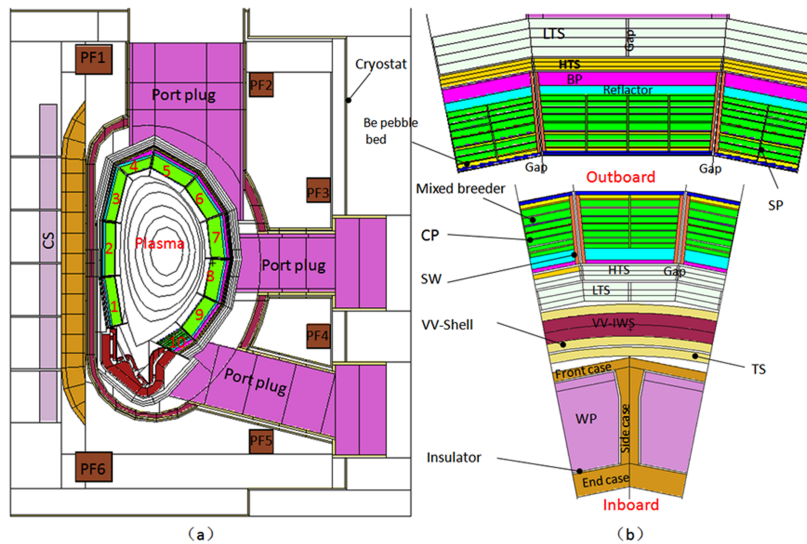 PF1
PF2
Cryostat
Port plug
4
5
3
6
PF3
CS
2
Plasma
7
8
Port plug
1
9
PF4
Port plug
PF5
PF6
(a)
LTS
Gap
HTS
BP
Reflactor
Be pebble
bed
Gap
Outboard
Gap
SP
Mixed breeder
CP
SW
HTS
Gap
LTS
VV-IWS
VV-Shell
TS
Front case
WP
Side case
Insulator
End case
Inboard
(b)